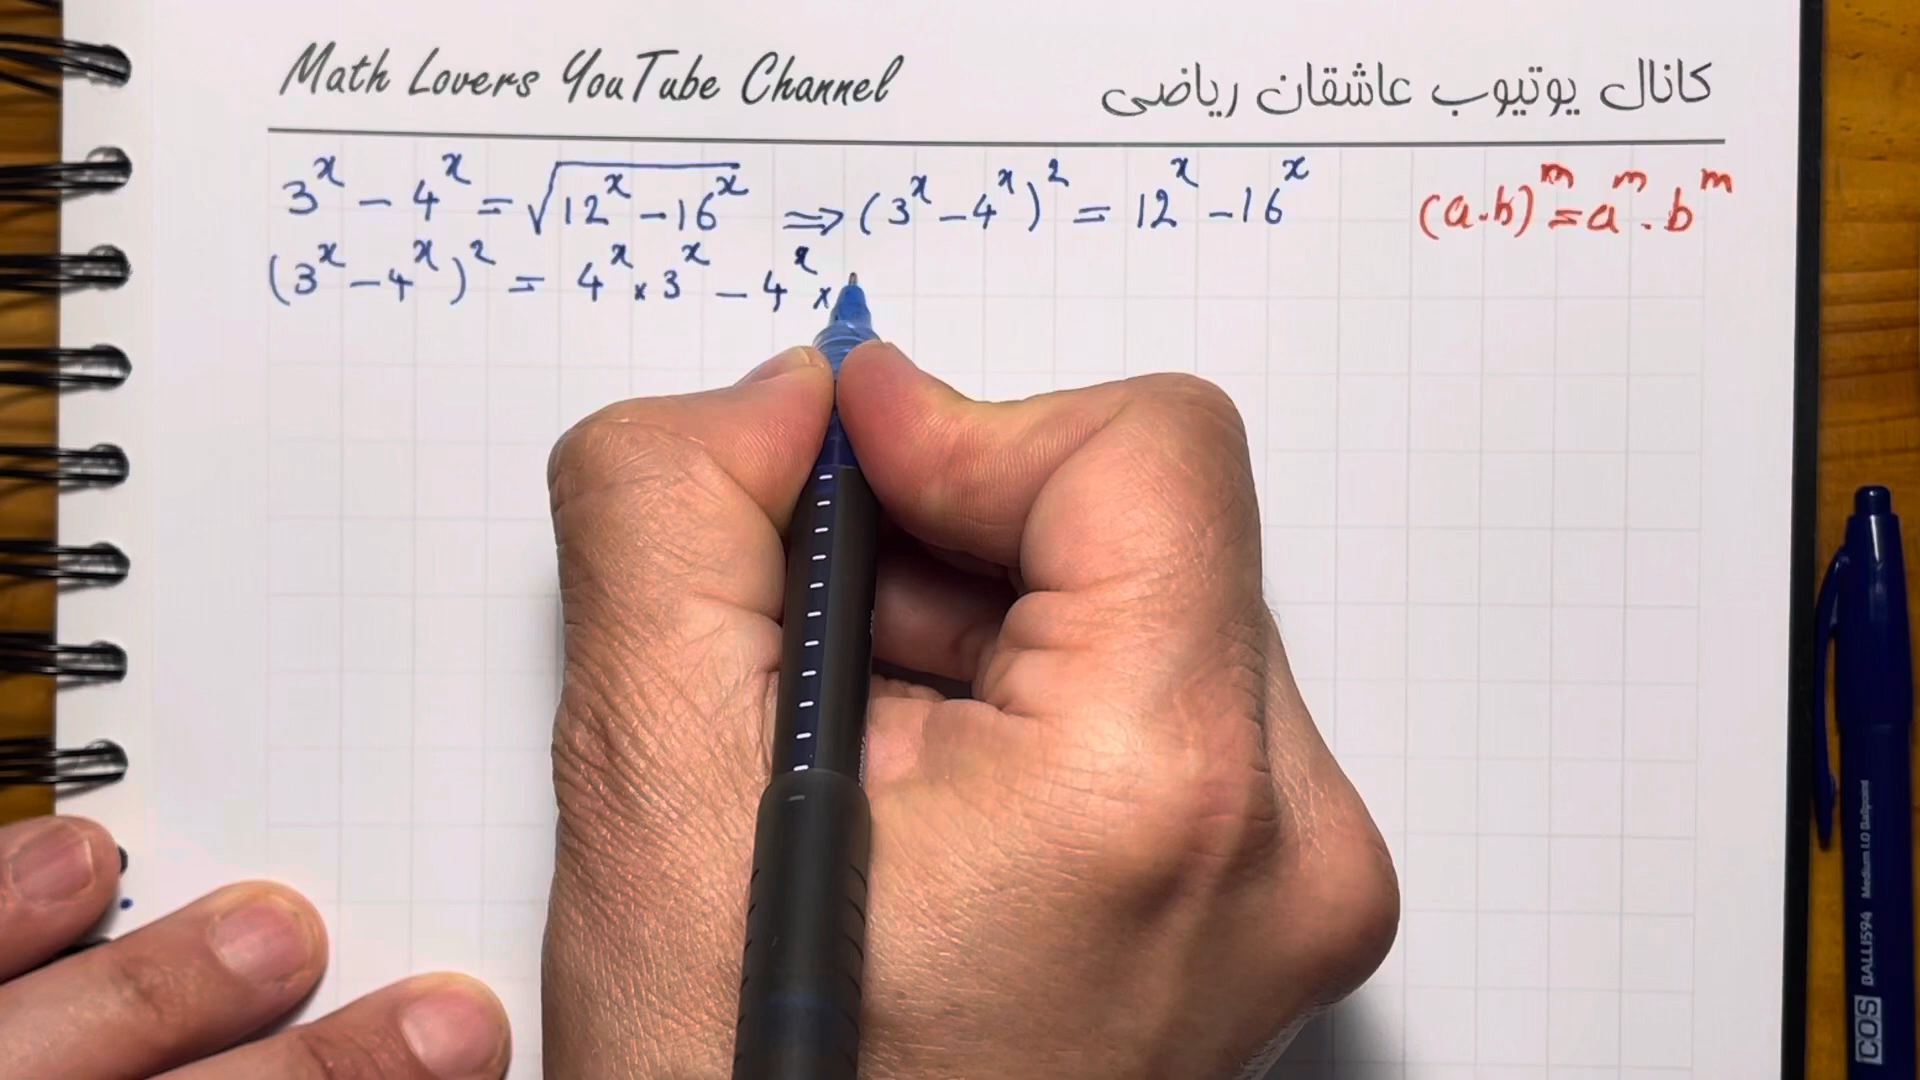 Math Lovers YouTube Channel
کانال یوتیوب عاشقان ریاضی
3^x - 4^x = √(12^x - 16^x) ⇒ (3^x - 4^x)^2 = 12^x - 16^x
(a.b)^m = a^m . b^m
(3^x - 4^x)^2 = 4^x × 3^x - 4^x ×
COS BALL1594 Medium 1.0 Ballpoint